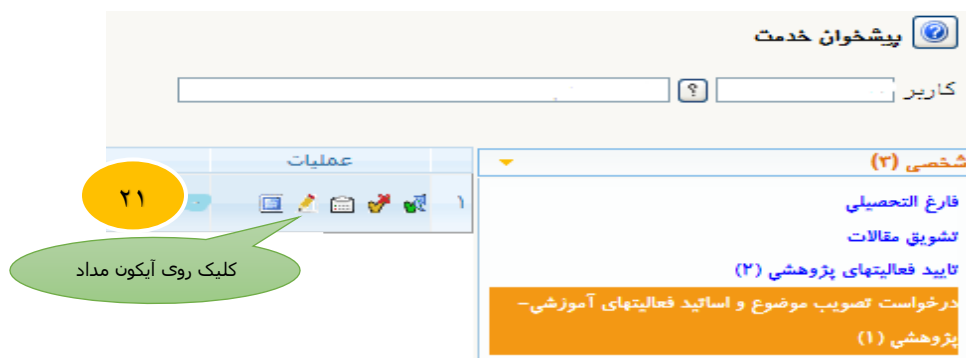 پیشخوان خدمت
کاربر
؟
شخصی (۳)
فارغ التحصیلی
تشویق مقالات
تایید فعالیتهای پژوهشی (۲)
درخواست تصویب موضوع و اساتید فعالیتهای آموزشی-
پژوهشی (۱)
عملیات
۱
۲۱
کلیک روی آیکون مداد